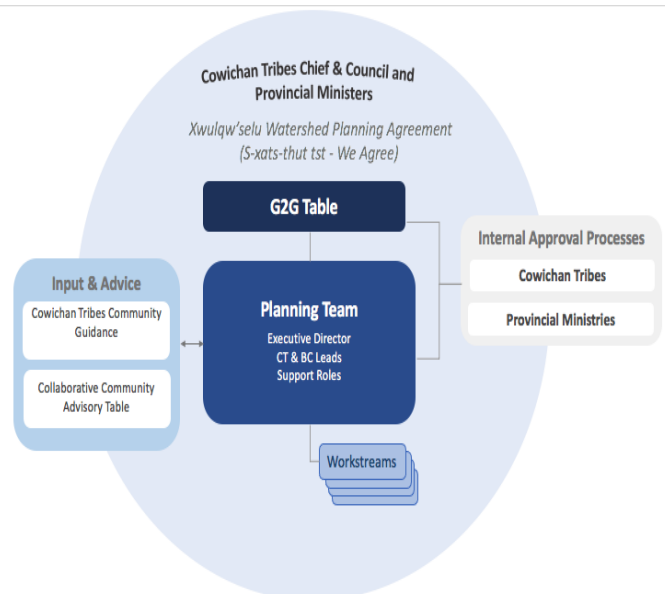 Cowichan Tribes Chief & Council and
Provincial Ministers
Xwulqw'selu Watershed Planning Agreement
(S-xats-thut tst - We Agree)
G2G Table
Internal Approval Processes
Cowichan Tribes
Provincial Ministries
Input & Advice
Cowichan Tribes Community
Guidance
Collaborative Community
Advisory Table
Planning Team
Executive Director
CT & BC Leads
Support Roles
Workstreams